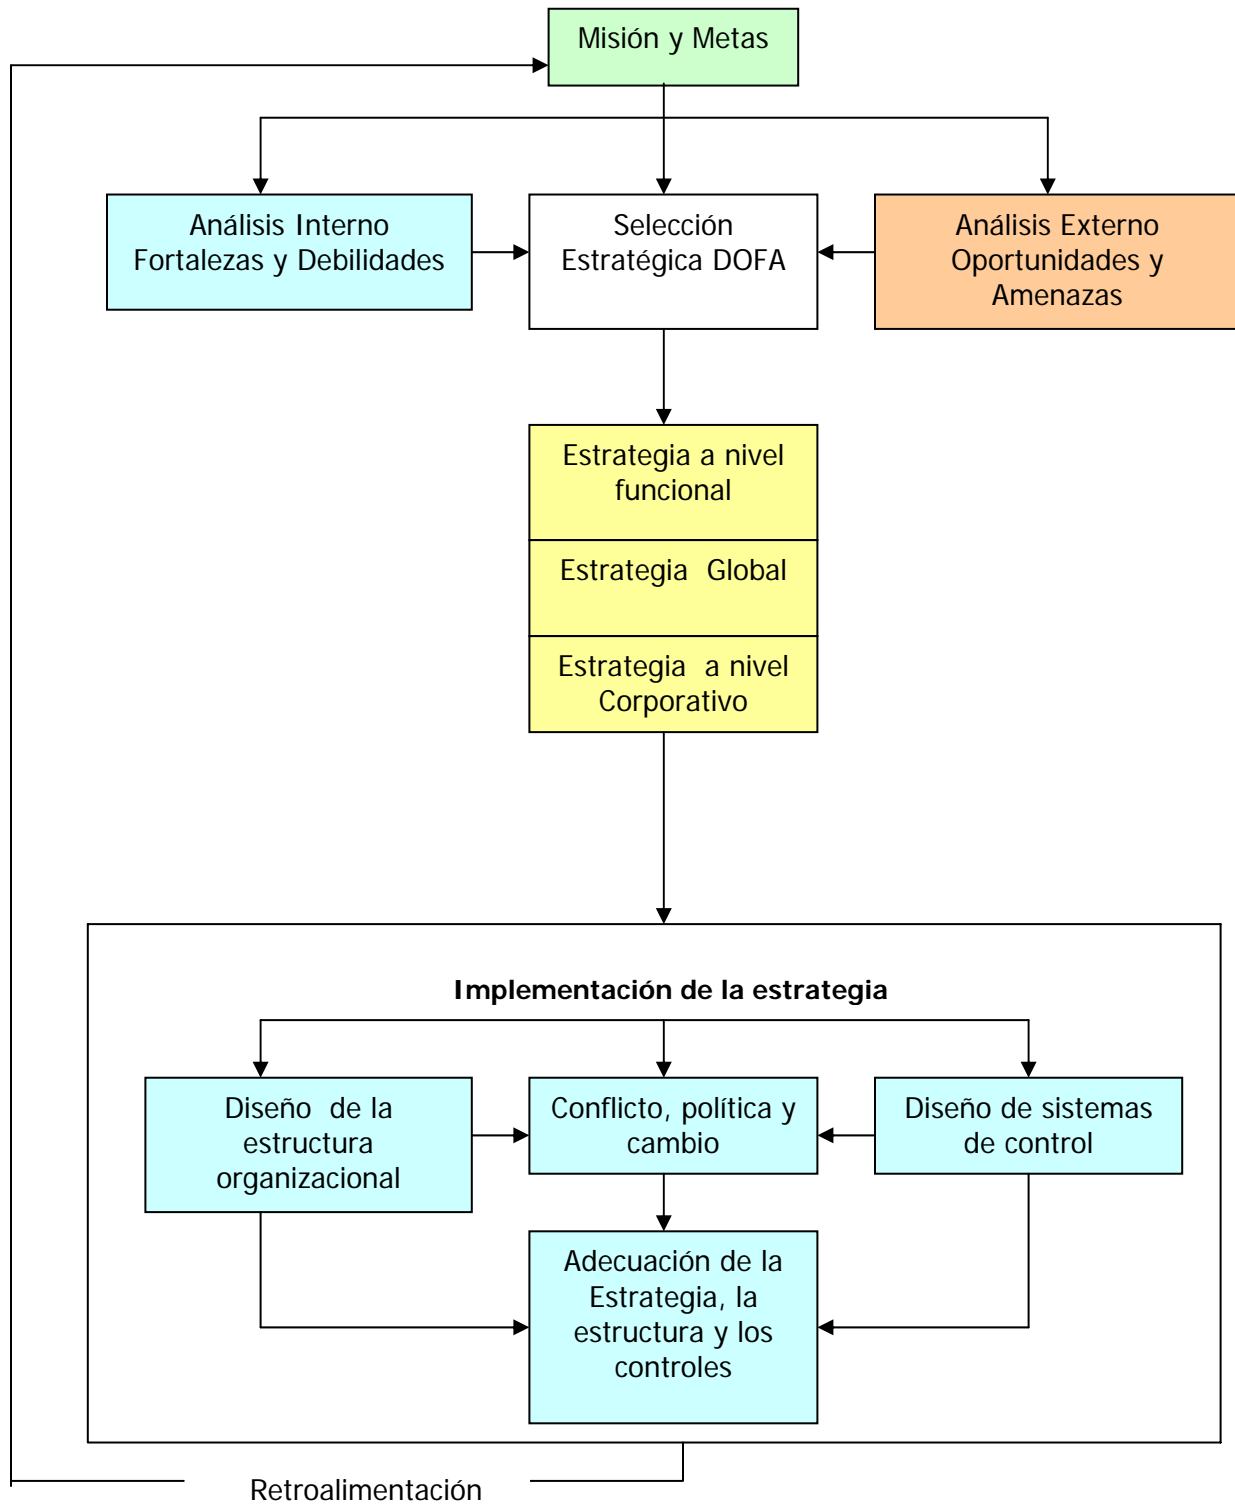 Misión y Metas
Análisis Interno
Fortalezas y Debilidades
Selección
Estratégica DOFA
Análisis Externo
Oportunidades y
Amenazas
Estrategia a nivel
funcional
Estrategia  Global
Estrategia  a nivel
Corporativo
Implementación de la estrategia
Diseño  de la
estructura
organizacional
Conflicto, política y
cambio
Diseño de sistemas
de control
Adecuación de la
Estrategia, la
estructura y los
controles
Retroalimentación